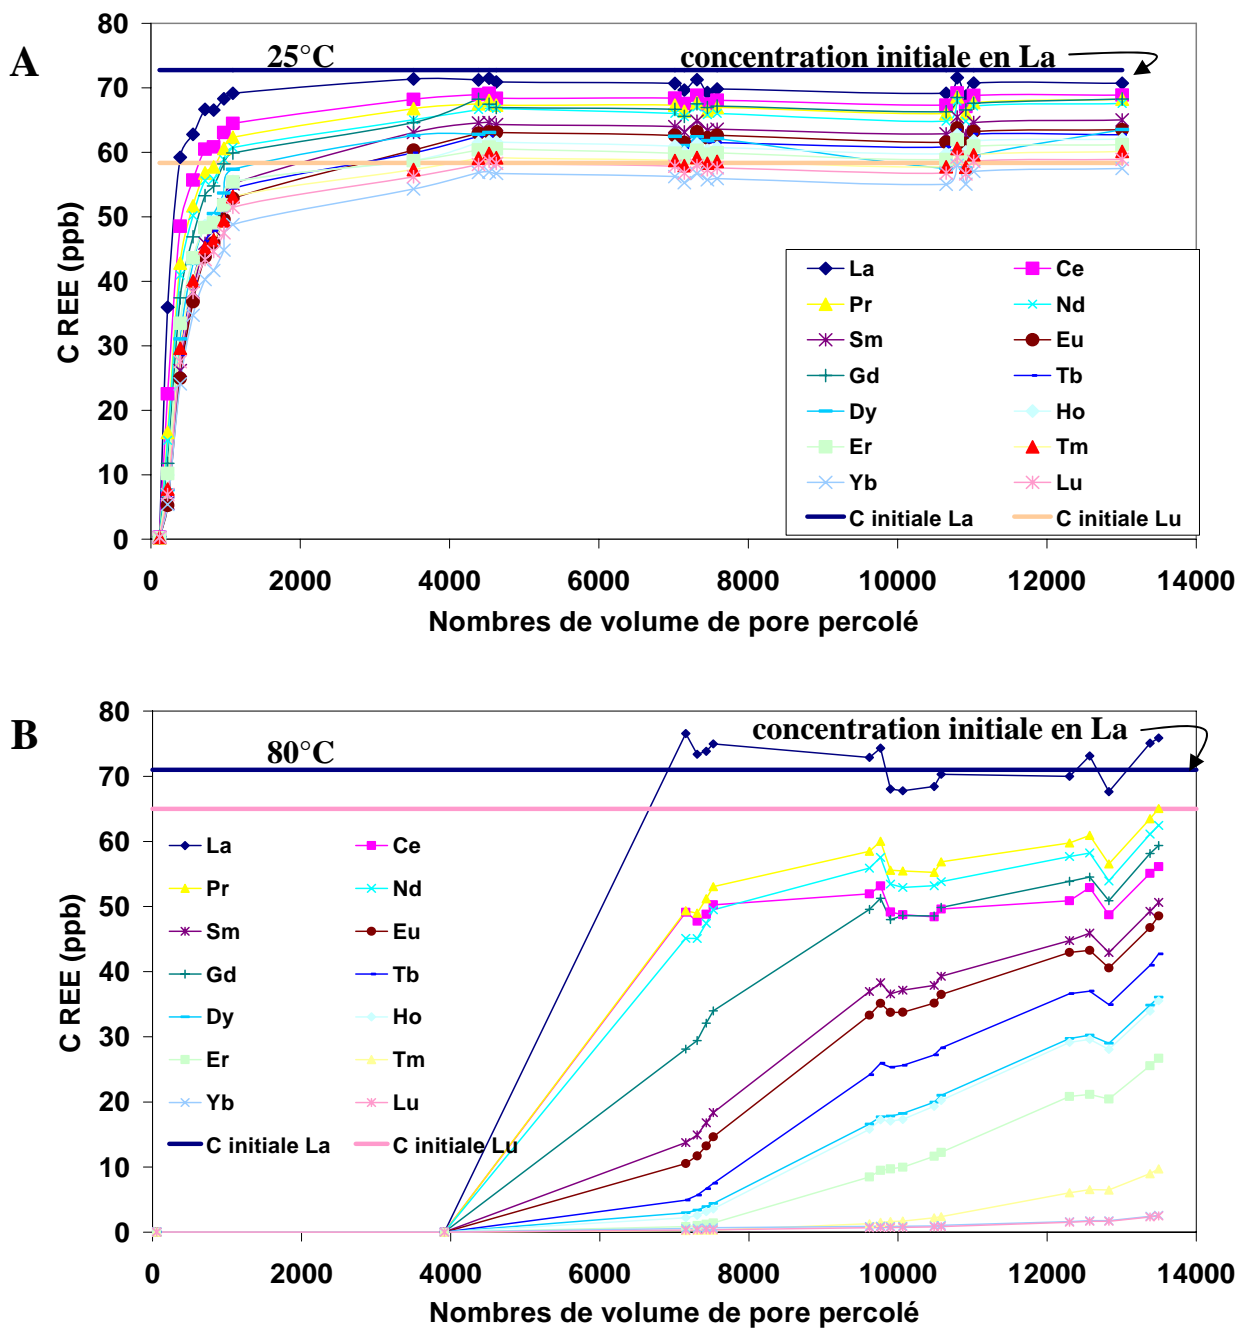 A
25°C
concentration initiale en La
C REE (ppb)
80
70
60
50
40
30
20
10
0
La Ce
Pr Nd
Sm Eu
Gd Tb
Dy Ho
Er Tm
Yb Lu
C initiale La C initiale Lu
0 2000 4000 6000 8000 10000 12000 14000
Nombres de volume de pore percolé
B
80°C
concentration initiale en La
C REE (ppb)
80
70
60
50
40
30
20
10
0
La Ce
Pr Nd
Sm Eu
Gd Tb
Dy Ho
Er Tm
Yb Lu
C initiale La C initiale Lu
0 2000 4000 6000 8000 10000 12000 14000
Nombres de volume de pore percolé